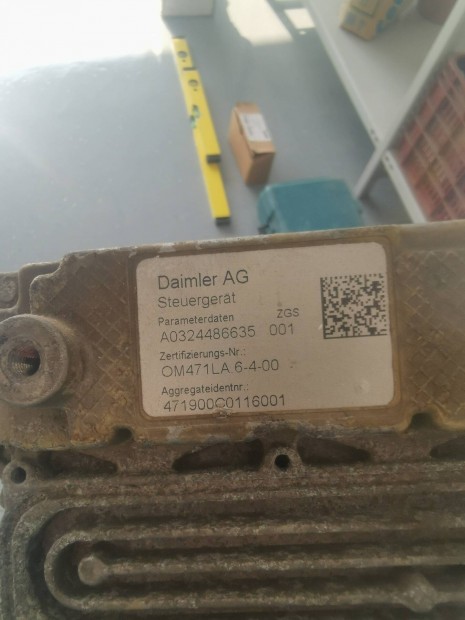 Daimler AG
Steuergerät
Parameterdaten ZGS
A0324486635 001
Zertifizierungs-Nr.:
OM471LA.6-4-00
Aggregateidentnr.:
471900C0116001